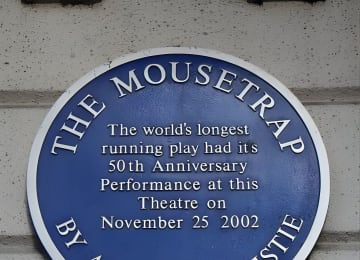 THE MOUSETRAP
The world's longest
running play had its
50th Anniversary
Performance at this
Theatre on
November 25 2002
BY